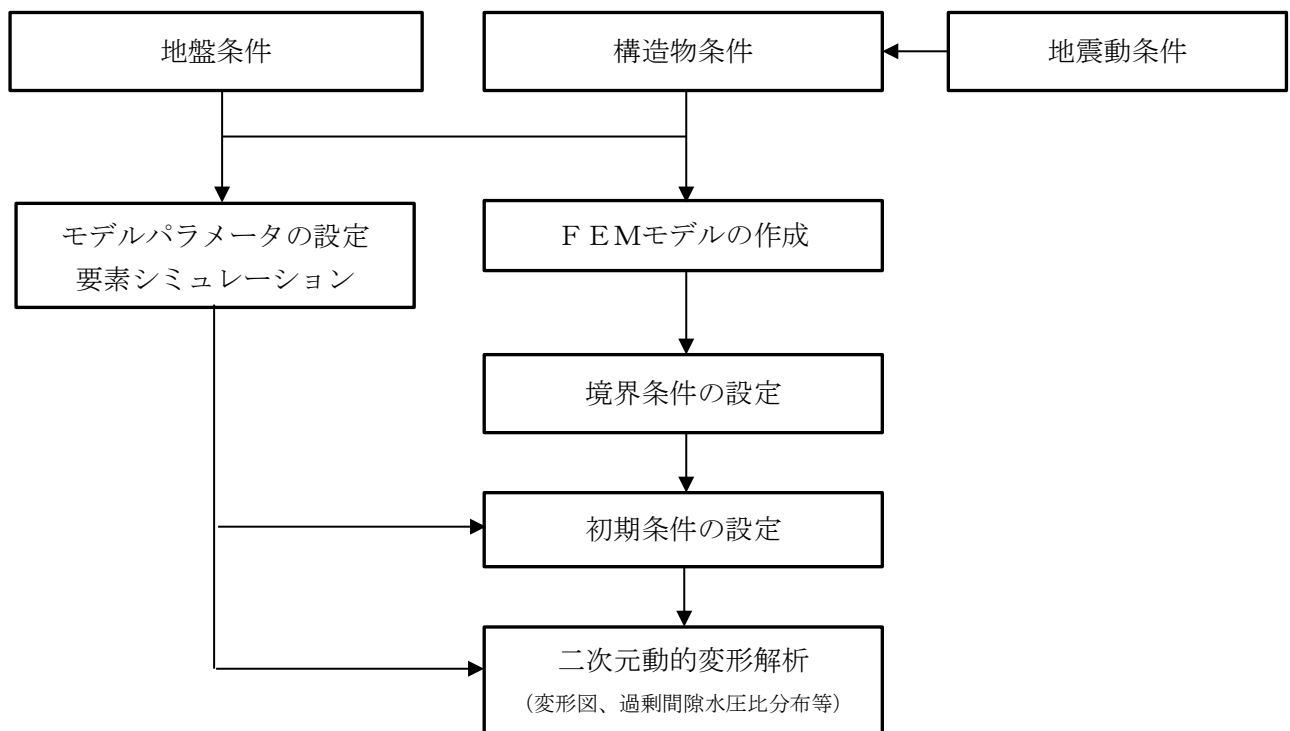 地盤条件
構造物条件
地震動条件
モデルパラメータの設定
要素シミュレーション
ＦＥＭモデルの作成
境界条件の設定
初期条件の設定
二次元動的変形解析
（変形図、過剰間隙水圧比分布等）